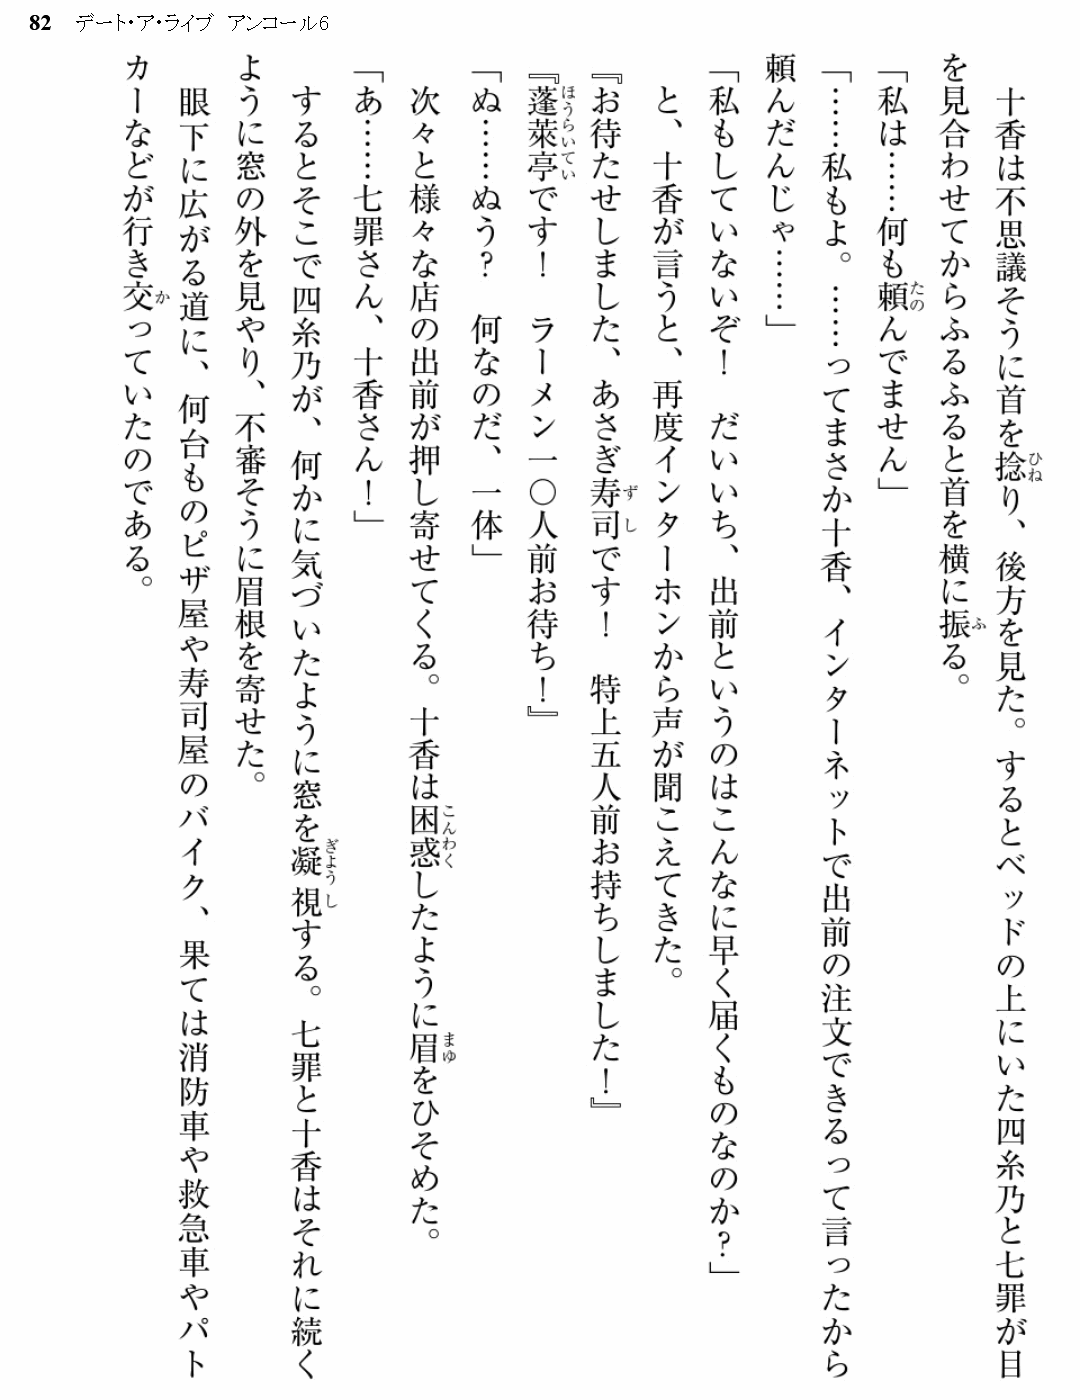 82 デート・ア・ライブ アンコール6
十香は不思議そうに首を捻り、後方を見た。するとベッドの上にいた四糸乃と七罪が目
を見合わせてからふるふると首を横に振る。
「私は……何も頼んでません」
「……私もよ。……ってまさか十香、インターネットで出前の注文できるって言ったから
頼んだんじゃ……」
「私もしていないぞ！　だいいち、出前というのはこんなに早く届くものなのか？」
と、十香が言うと、再度インターホンから声が聞こえてきた。
『お待たせしました、あさぎ寿司です！　特上五人前お持ちしました！』
『蓬萊亭です！　ラーメン一〇人前お待ち！』
「ぬ……ぬう？　何なのだ、一体」
次々と様々な店の出前が押し寄せてくる。十香は困惑したように眉をひそめた。
「あ……七罪さん、十香さん！」
するとそこで四糸乃が、何かに気づいたように窓を凝視する。七罪と十香はそれに続く
ように窓の外を見やり、不審そうに眉根を寄せた。
眼下に広がる道に、何台ものピザ屋や寿司屋のバイク、果ては消防車や救急車やパト
カーなどが行き交っていたのである。